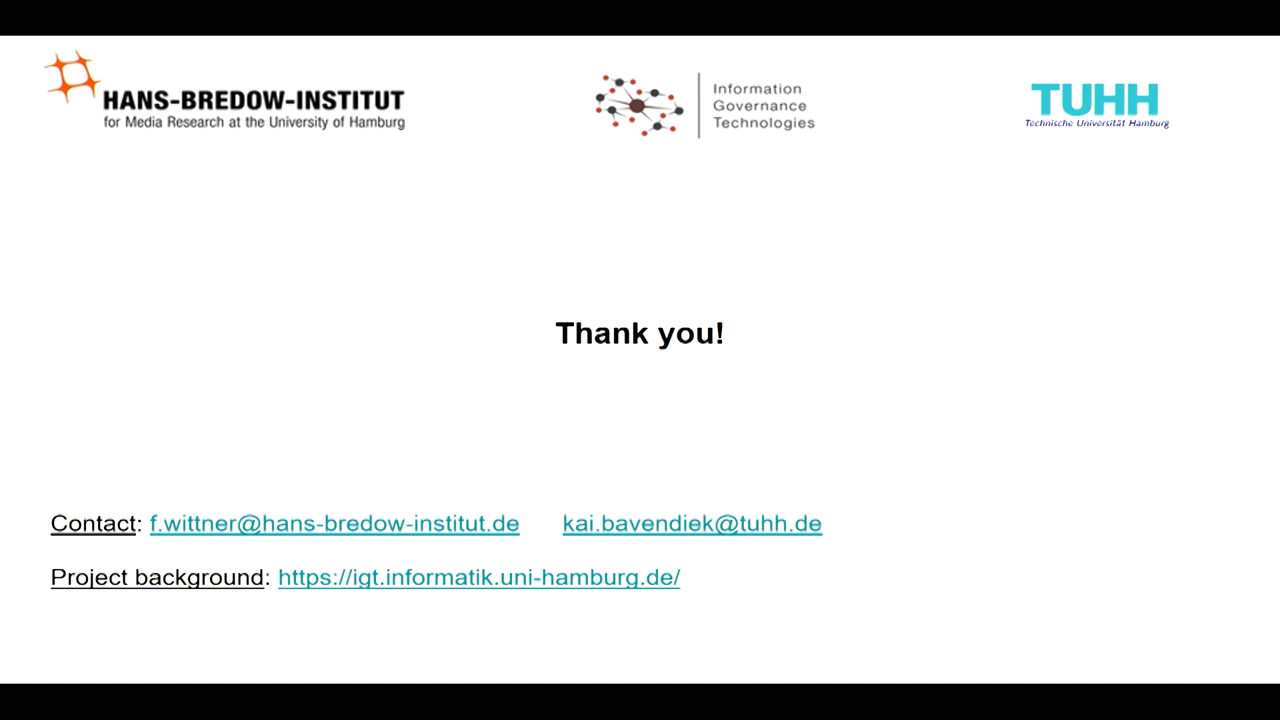 HANS-BREDOW-INSTITUT
for Media Research at the University of Hamburg
Information
Governance
Technologies
TUHH
Technische Universität Hamburg
Thank you!
Contact: f.wittner@hans-bredow-institut.de kai.bavendiek@tuhh.de
Project background: https://igt.informatik.uni-hamburg.de/